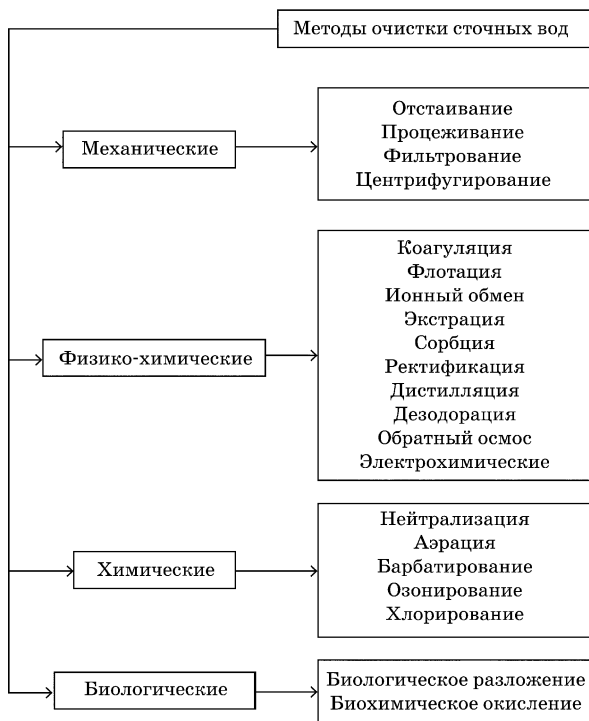 Методы очистки сточных вод
Механические
Отстаивание
Процеживание
Фильтрование
Центрифугирование
Физико-химические
Коагуляция
Флотация
Ионный обмен
Экстрация
Сорбция
Ректификация
Дистилляция
Дезодорация
Обратный осмос
Электрохимические
Химические
Нейтрализация
Аэрация
Барбатирование
Озонирование
Хлорирование
Биологические
Биологическое разложение
Биохимическое окисление